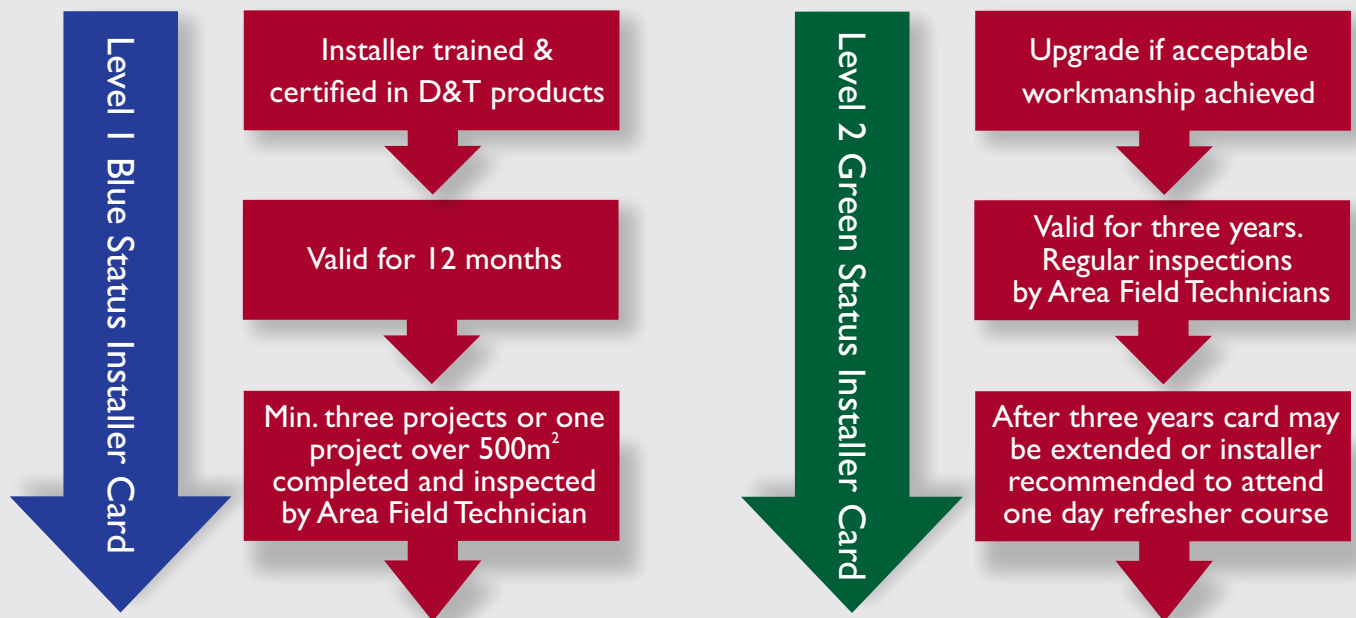 Level 1 Blue Status Installer Card
Installer trained &
certified in D&T products
Valid for 12 months
Min. three projects or one
project over 500m²
completed and inspected
by Area Field Technician
Level 2 Green Status Installer Card
Upgrade if acceptable
workmanship achieved
Valid for three years.
Regular inspections
by Area Field Technicians
After three years card may
be extended or installer
recommended to attend
one day refresher course